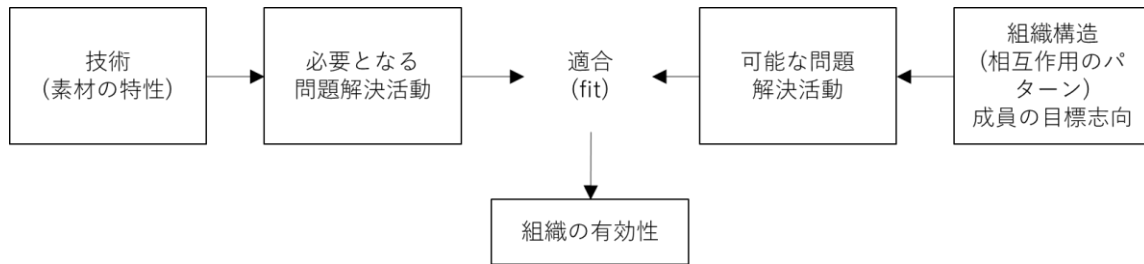 技術
(素材の特性)
必要となる
問題解決活動
適合
(fit)
可能な問題
解決活動
組織構造
(相互作用のパ
ターン)
成員の目標志向
組織の有効性